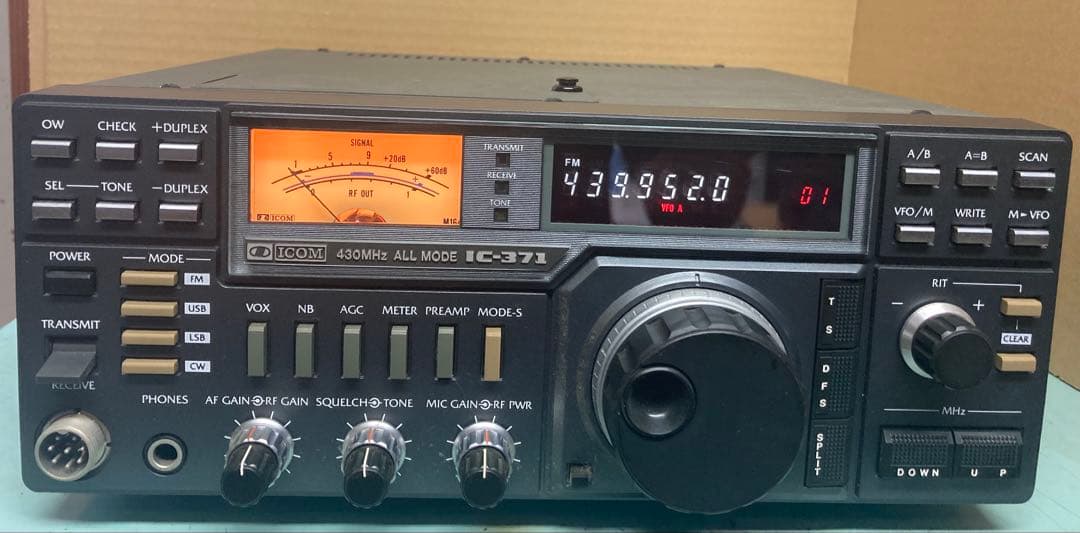 OW CHECK +DUPLEX
SEL TONE -DUPLEX
SIGNAL
1 5 9 +20dB +60dB
0 1
RF OUT
ICOM
TRANSMIT
RECEIVE
TONE
FM
439.952.0
VFO A
01
A/B A=B SCAN
VFO/M WRITE M►VFO
ICOM 430MHz ALL MODE IC-371
POWER
MODE
FM
USB
LSB
CW
TRANSMIT
RECEIVE
VOX NB AGC METER PREAMP MODE-S
PHONES
AF GAIN RF GAIN SQUELCH TONE MIC GAIN RF PWR
T S
D F S
SPLIT
RIT
- +
CLEAR
MHz
DOWN UP